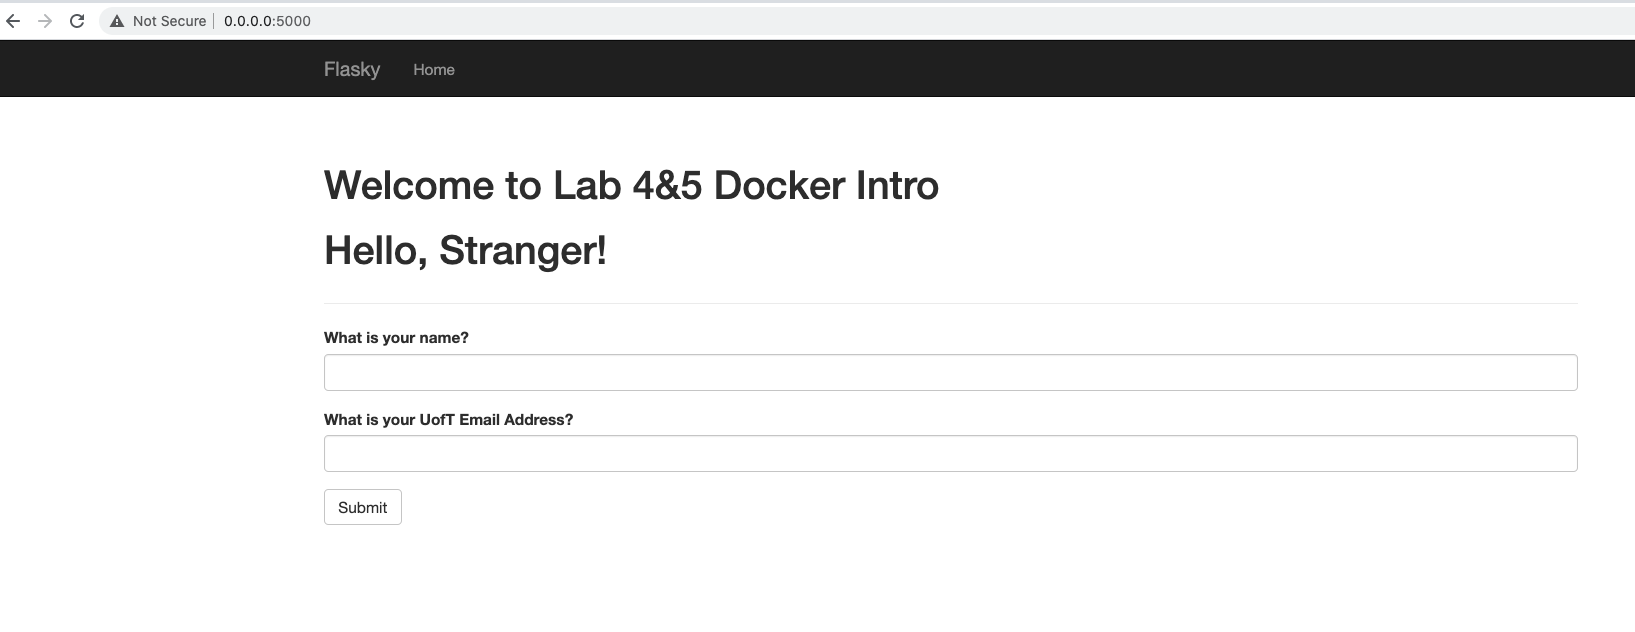 Not Secure | 0.0.0.0:5000
Flasky Home
Welcome to Lab 4&5 Docker Intro
Hello, Stranger!
What is your name?
What is your UofT Email Address?
Submit